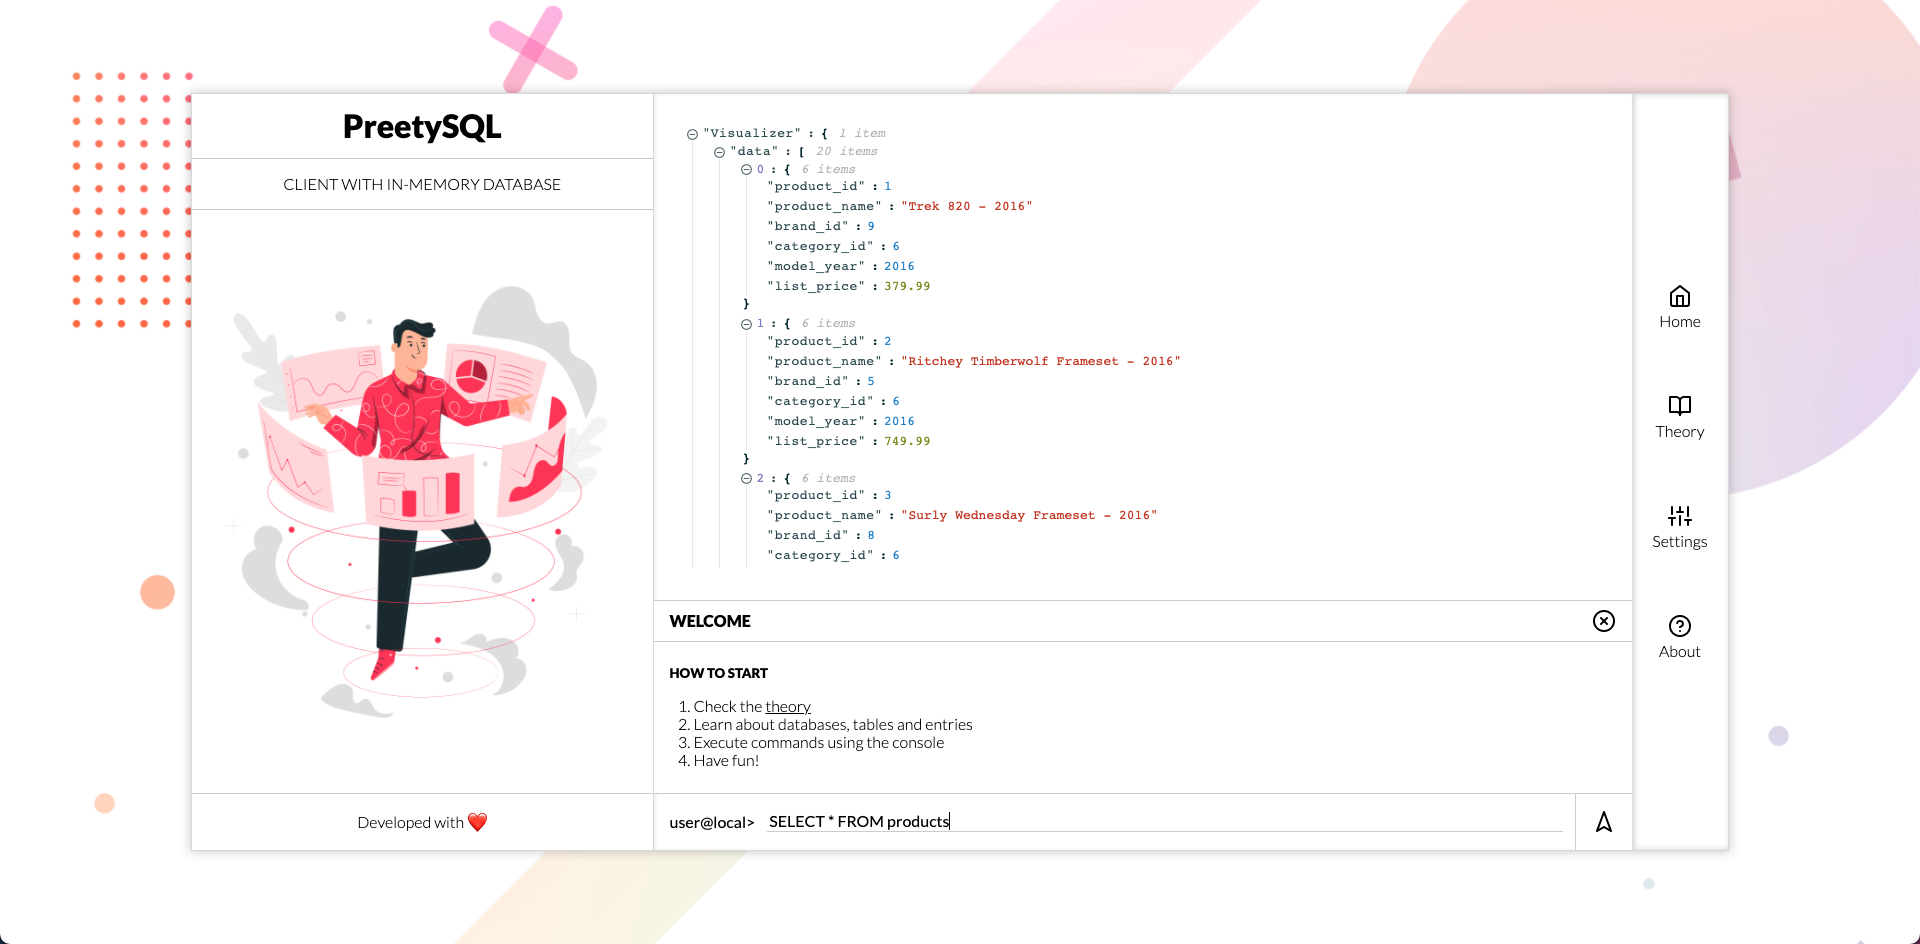 PreetySQL
CLIENT WITH IN-MEMORY DATABASE
Developed with ❤️
"Visualizer" : { 1 item
"data" : [ 20 items
0 : { 6 items
"product_id" : 1
"product_name" : "Trek 820 - 2016"
"brand_id" : 9
"category_id" : 6
"model_year" : 2016
"list_price" : 379.99
}
1 : { 6 items
"product_id" : 2
"product_name" : "Ritchey Timberwolf Frameset - 2016"
"brand_id" : 5
"category_id" : 6
"model_year" : 2016
"list_price" : 749.99
}
2 : { 6 items
"product_id" : 3
"product_name" : "Surly Wednesday Frameset - 2016"
"brand_id" : 8
"category_id" : 6
WELCOME
HOW TO START
1. Check the theory
2. Learn about databases, tables and entries
3. Execute commands using the console
4. Have fun!
user@local> SELECT * FROM products
Home
Theory
Settings
About